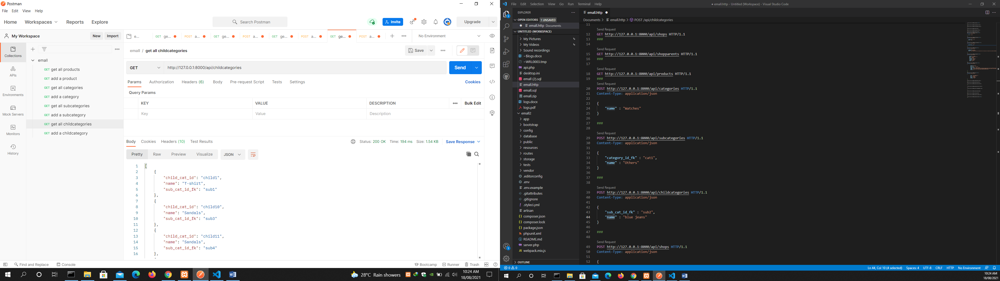 Postman
File Edit View Help
Home Workspaces Reports Explore
Search Postman
Invite
Upgrade
My Workspace
New Import
e...
GET ge...
POST a...
GET ge...
POST a...
GET ge...
POST a...
GET ge...
POST a...
No Environment
Collections
APIs
Environments
Mock Servers
Monitors
History
emall
GET get all products
GET add a product
GET get all categories
GET add a category
GET get all subcategories
GET add a subcategory
GET get all childcategories
GET add a childcategory
emall / get all childcategories
Save
GET http://127.0.0.1:8000/api/childcategories
Send
Params Authorization Headers (6) Body Pre-request Script Tests Settings
Cookies
Query Params
KEY VALUE DESCRIPTION Bulk Edit
Key Value Description
Body Cookies Headers (10) Test Results
Status: 200 OK Time: 194 ms Size: 1.54 KB Save Response
Pretty Raw Preview Visualize JSON
1 [
2 {
3 "child_cat_id": "child1",
4 "name": "T-shirt",
5 "sub_cat_id_fk": "sub1"
6 },
7 {
8 "child_cat_id": "child10",
9 "name": "Sandals",
10 "sub_cat_id_fk": "sub3"
11 },
12 {
13 "child_cat_id": "child11",
14 "name": "Sandals",
15 "sub_cat_id_fk": "sub4"
16 },
Find and Replace Console
Bootcamp Runner Trash
28°C Rain showers
10:24 AM
18/08/2021
File Edit Selection View Go Run Terminal Help
● emall.http - Untitled (Workspace) - Visual Studio Code
EXPLORER
OPEN EDITORS 1 UNSAVED
emall.http Documents
UNTITLED (WORKSPACE)
My Pictures
My Videos
Sound recordings
~$logs.docx
~WRL0003.tmp
api.php
desktop.ini
emall (2).sql
emall.http
emall.sql
emall.zip
logs.docx
logs.pdf
emall2
app
bootstrap
config
database
public
resources
routes
storage
tests
vendor
.editorconfig
.env
.env.example
.gitattributes
.gitignore
.styleci.yml
artisan
composer.json
composer.lock
package.json
phpunit.xml
README.md
server.php
webpack.mix.js
OUTLINE
emall.http
Documents > emall.http > POST /api/childcategories
11
Send Request
12 GET http://127.0.0.1:8000/api/shops HTTP/1.1
13 ###
14
Send Request
15 GET http://127.0.0.1:8000/api/shopparents HTTP/1.1
16 ###
17
Send Request
18 GET http://127.0.0.1:8000/api/products HTTP/1.1
19 ###
Send Request
20 POST http://127.0.0.1:8000/api/categories HTTP/1.1
21 Content-Type: application/json
22
23 {
24 "name" : "Watches"
25 }
26
27 ###
28
Send Request
29 POST http://127.0.0.1:8000/api/subcategories HTTP/1.1
30 Content-Type: application/json
31
32 {
33 "category_id_fk" : "cat1",
34 "name" : "Others"
35 }
36
37 ###
38
Send Request
39 POST http://127.0.0.1:8000/api/childcategories HTTP/1.1
40 Content-Type: application/json
41
42 {
43 "sub_cat_id_fk" : "sub2",
44 "name" : "blue jeans"
45 }
46
47 ###
48
Send Request
49 POST http://127.0.0.1:8000/api/shops HTTP/1.1
50 Content-Type: application/json
51
52 {
0 0
Ln 44, Col 10 (4 selected) Spaces: 4 UTF-8 CRLF HTTP No Environment
10:24 AM
18/08/2021